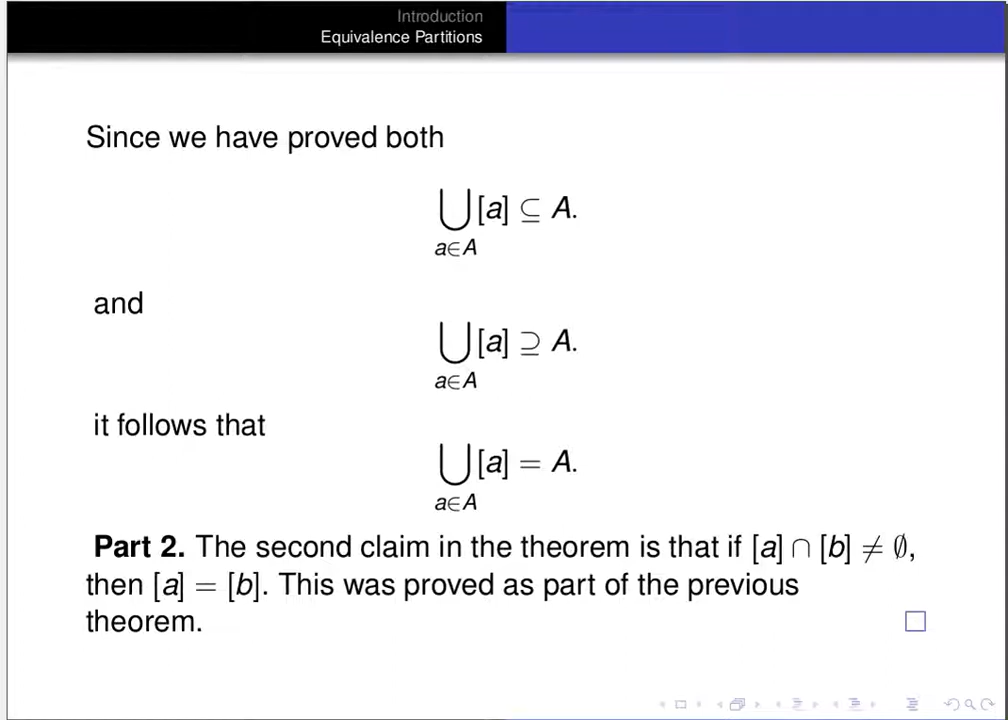 Introduction
Equivalence Partitions
Since we have proved both
⋃[a] ⊆ A.
a∈A
and
⋃[a] ⊇ A.
a∈A
it follows that
⋃[a] = A.
a∈A
Part 2. The second claim in the theorem is that if [a] ∩ [b] ≠ ∅,
then [a] = [b]. This was proved as part of the previous
theorem.